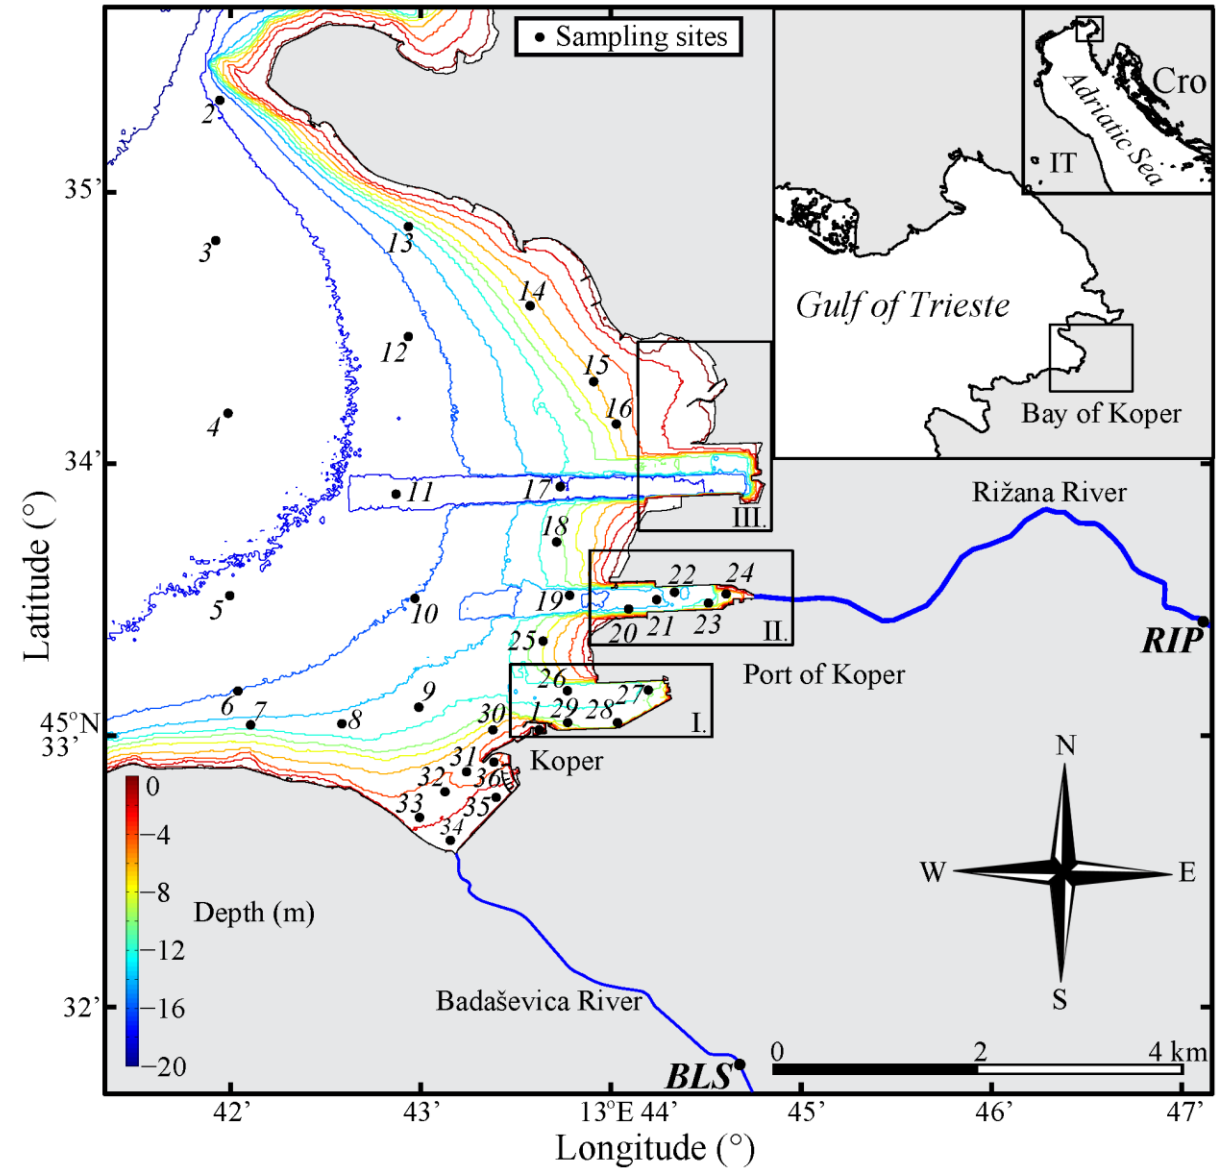 Sampling sites
Cro
Adriatic Sea
IT
Gulf of Trieste
Bay of Koper
2
35'
3
13
14
12
15
16
4
34'
11
17
III.
Rižana River
18
Latitude (°)
5
10
19
22
24
20
21
23
II.
RIP
25
Port of Koper
6
7
8
9
26
27
29
28
30
1
I.
45°N
33'
Koper
31
32
36
33
35
34
N
W
E
S
0
−4
−8
−12
−16
−20
Depth (m)
32'
Badaševica River
BLS
0
2
4 km
42'
43'
13°E 44'
45'
46'
47'
Longitude (°)